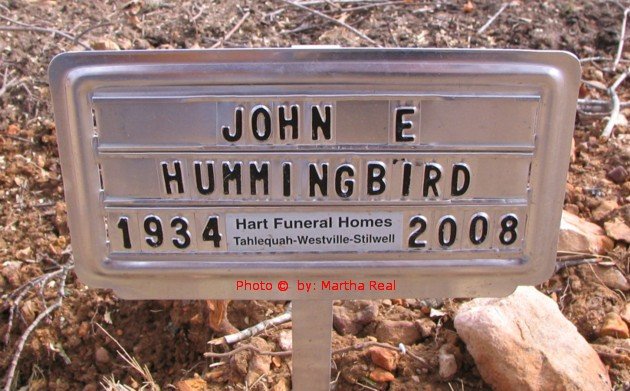 JOHN E
HUMMINGBIRD
1934 Hart Funeral Homes 2008
Tahlequah-Westville-Stilwell
Photo © by: Martha Real